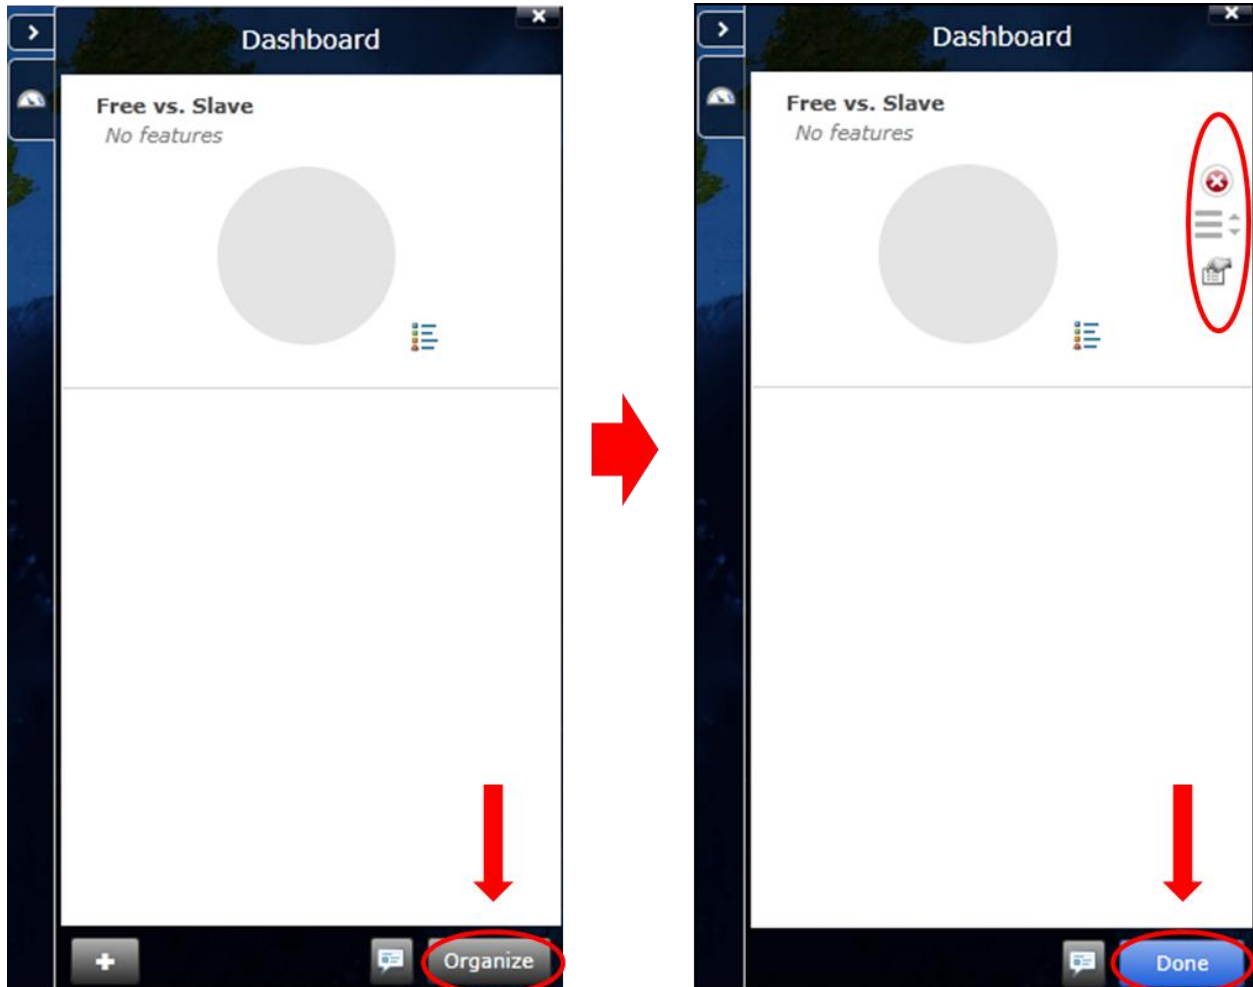 Dashboard
Free vs. Slave
No features
Organize
Dashboard
Free vs. Slave
No features
Done